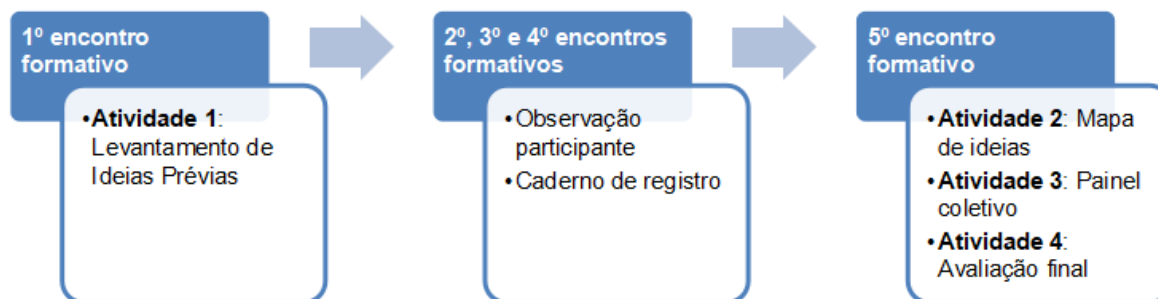 1º encontro
formativo
•Atividade 1:
Levantamento de
Ideias Prévias
2º, 3º e 4º encontros
formativos
•Observação
participante
•Caderno de registro
5º encontro
formativo
•Atividade 2: Mapa
de ideias
•Atividade 3: Painel
coletivo
•Atividade 4:
Avaliação final